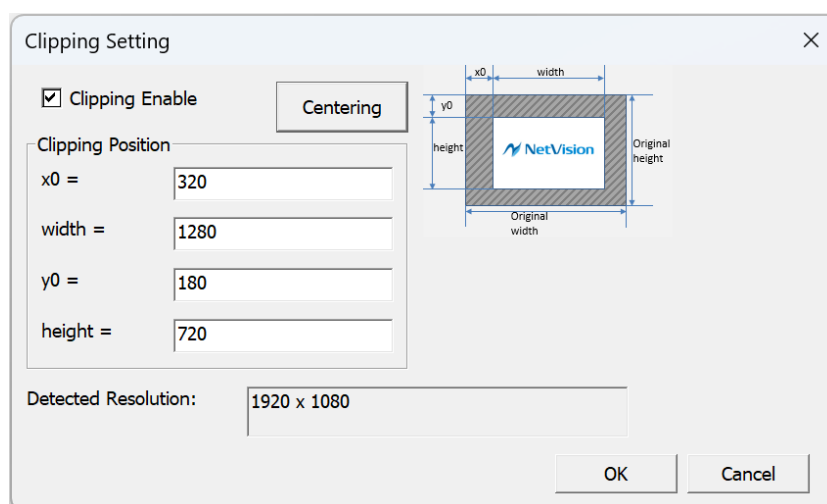 Clipping Setting
Clipping Enable
Centering
Clipping Position
x0 =
320
width =
1280
y0 =
180
height =
720
x0
width
y0
height
NetVision
Original
height
Original
width
Detected Resolution:
1920 x 1080
OK
Cancel